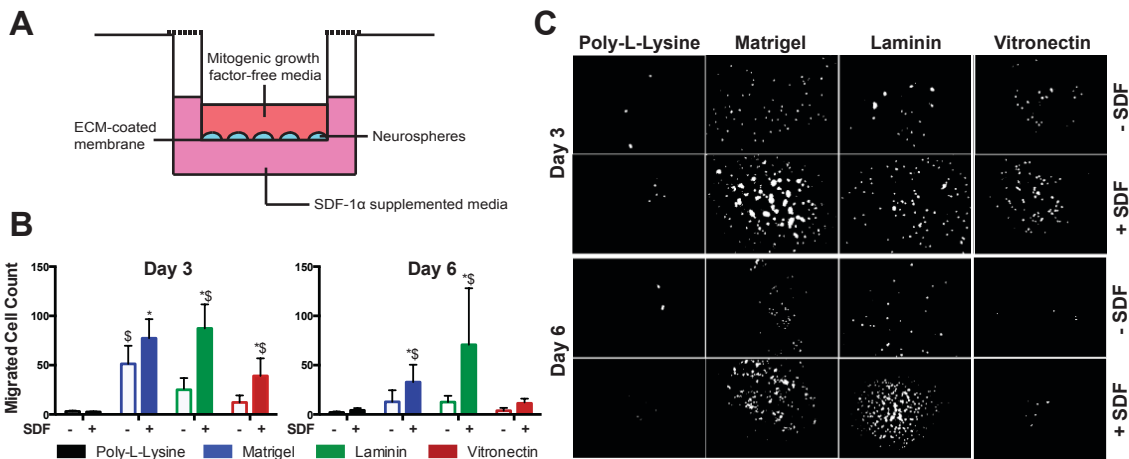 A
Mitogenic growth
factor-free media
ECM-coated
membrane
Neurospheres
SDF-1α supplemented media
B
Migrated Cell Count
Day 3
150
100
50
0
$
*
*$
*$
SDF
-
+
-
+
-
+
-
+
Day 6
150
100
50
0
*$
*$
-
+
-
+
-
+
-
+
Poly-L-Lysine
Matrigel
Laminin
Vitronectin
C
Poly-L-Lysine
Matrigel
Laminin
Vitronectin
Day 3
- SDF
+ SDF
Day 6
- SDF
+ SDF